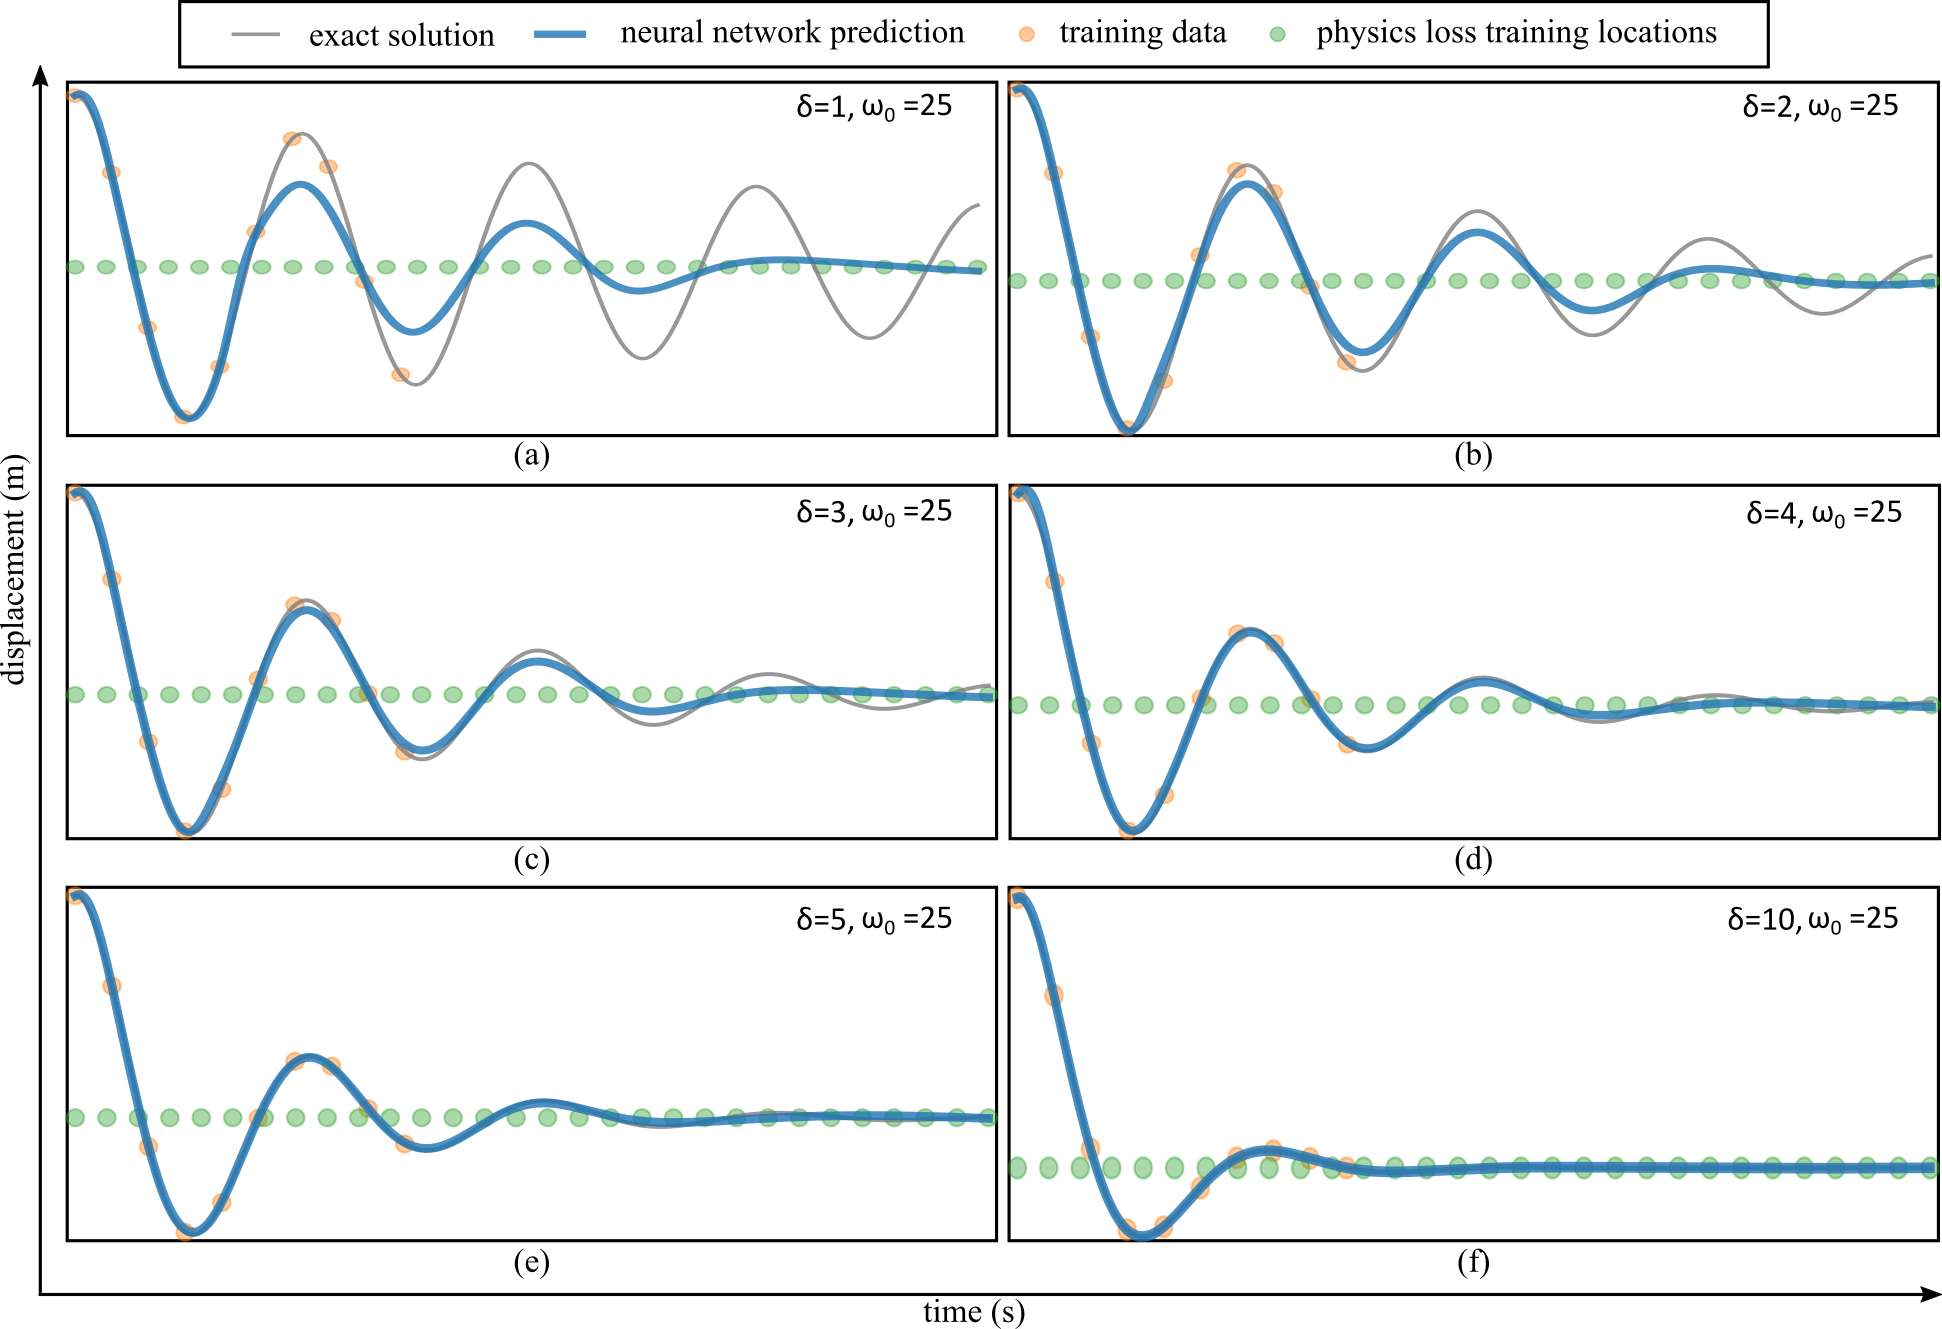 exact solution neural network prediction training data physics loss training locations
displacement (m)
δ=1, ω₀ =25
(a)
δ=2, ω₀ =25
(b)
δ=3, ω₀ =25
(c)
δ=4, ω₀ =25
(d)
δ=5, ω₀ =25
(e)
δ=10, ω₀ =25
(f)
time (s)